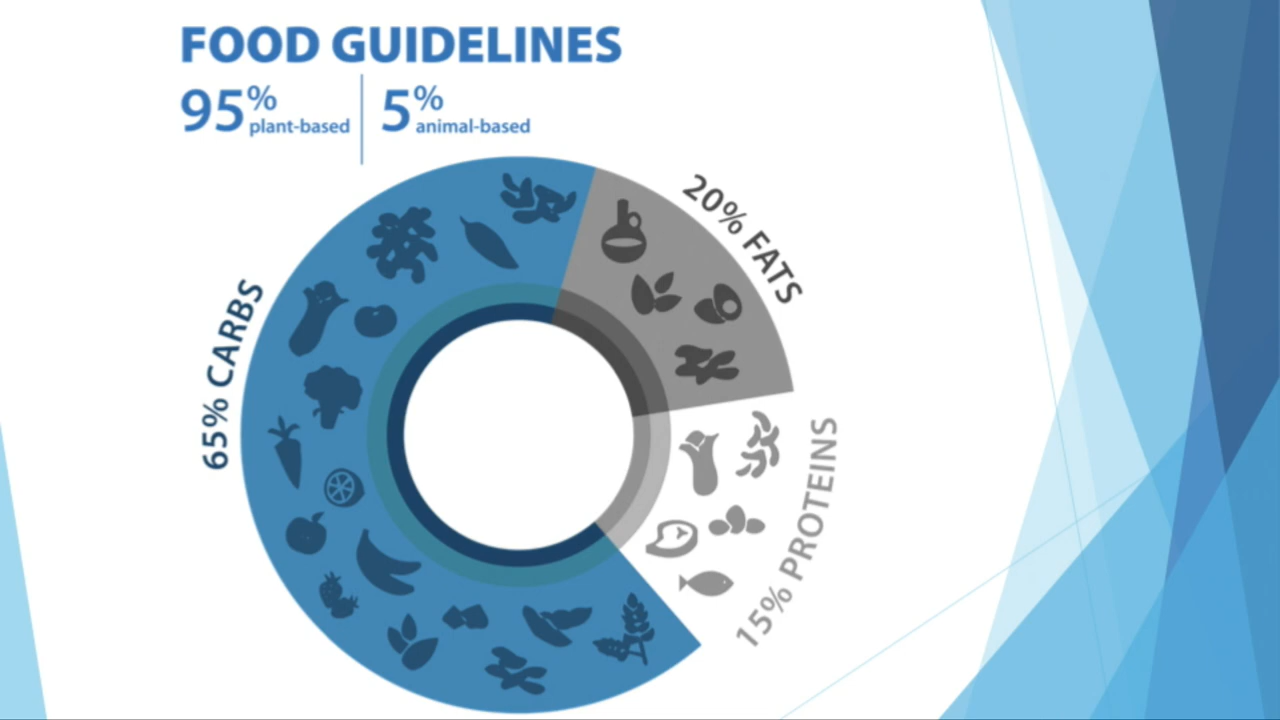 FOOD GUIDELINES
95% plant-based
5% animal-based
65% CARBS
20% FATS
15% PROTEINS